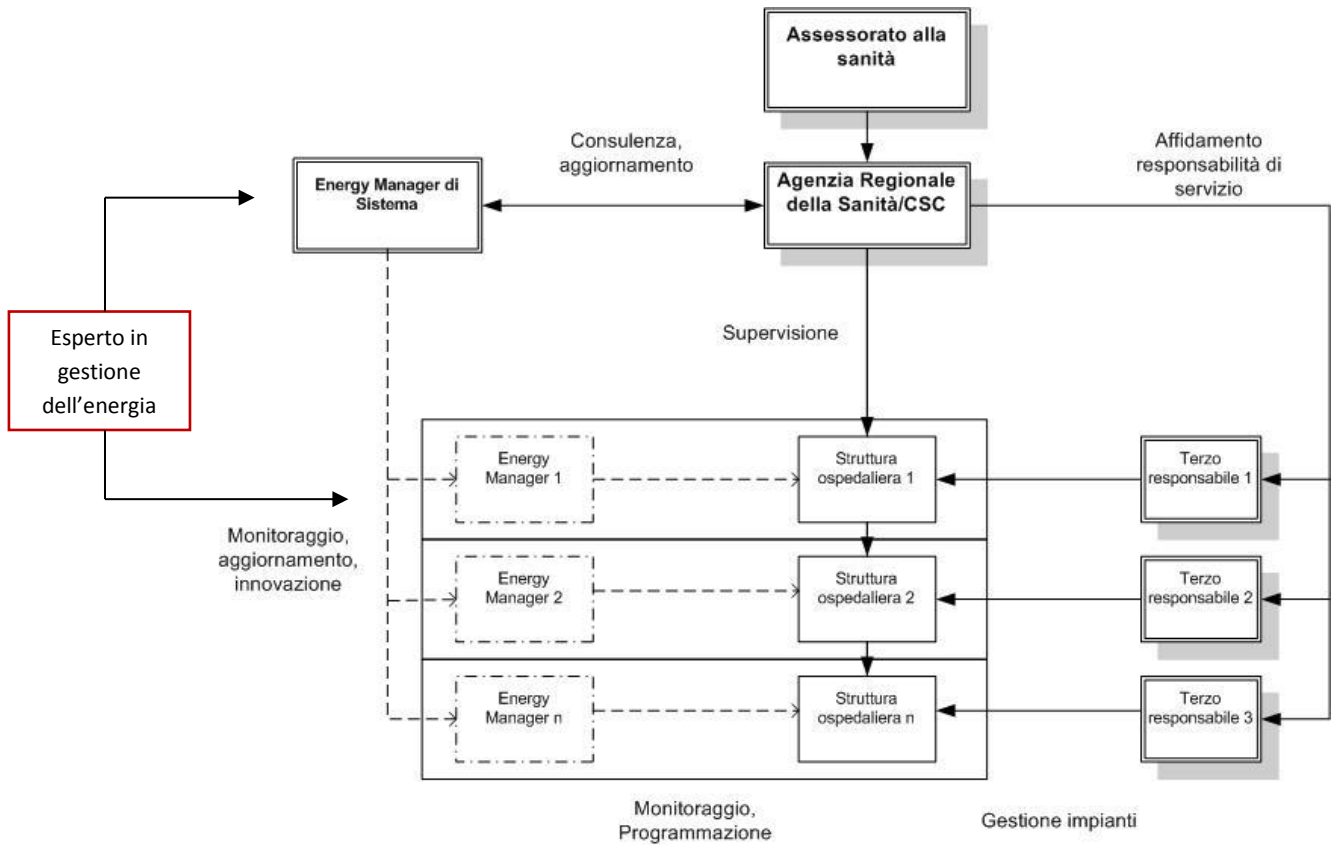 Assessorato alla
sanità
Consulenza,
aggiornamento
Affidamento
responsabilità di
servizio
Energy Manager di
Sistema
Agenzia Regionale
della Sanità/CSC
Esperto in
gestione
dell’energia
Supervisione
Energy
Manager 1
Struttura
ospedaliera 1
Terzo
responsabile 1
Monitoraggio,
aggiornamento,
innovazione
Energy
Manager 2
Struttura
ospedaliera 2
Terzo
responsabile 2
Energy
Manager n
Struttura
ospedaliera n
Terzo
responsabile 3
Monitoraggio,
Programmazione
Gestione impianti